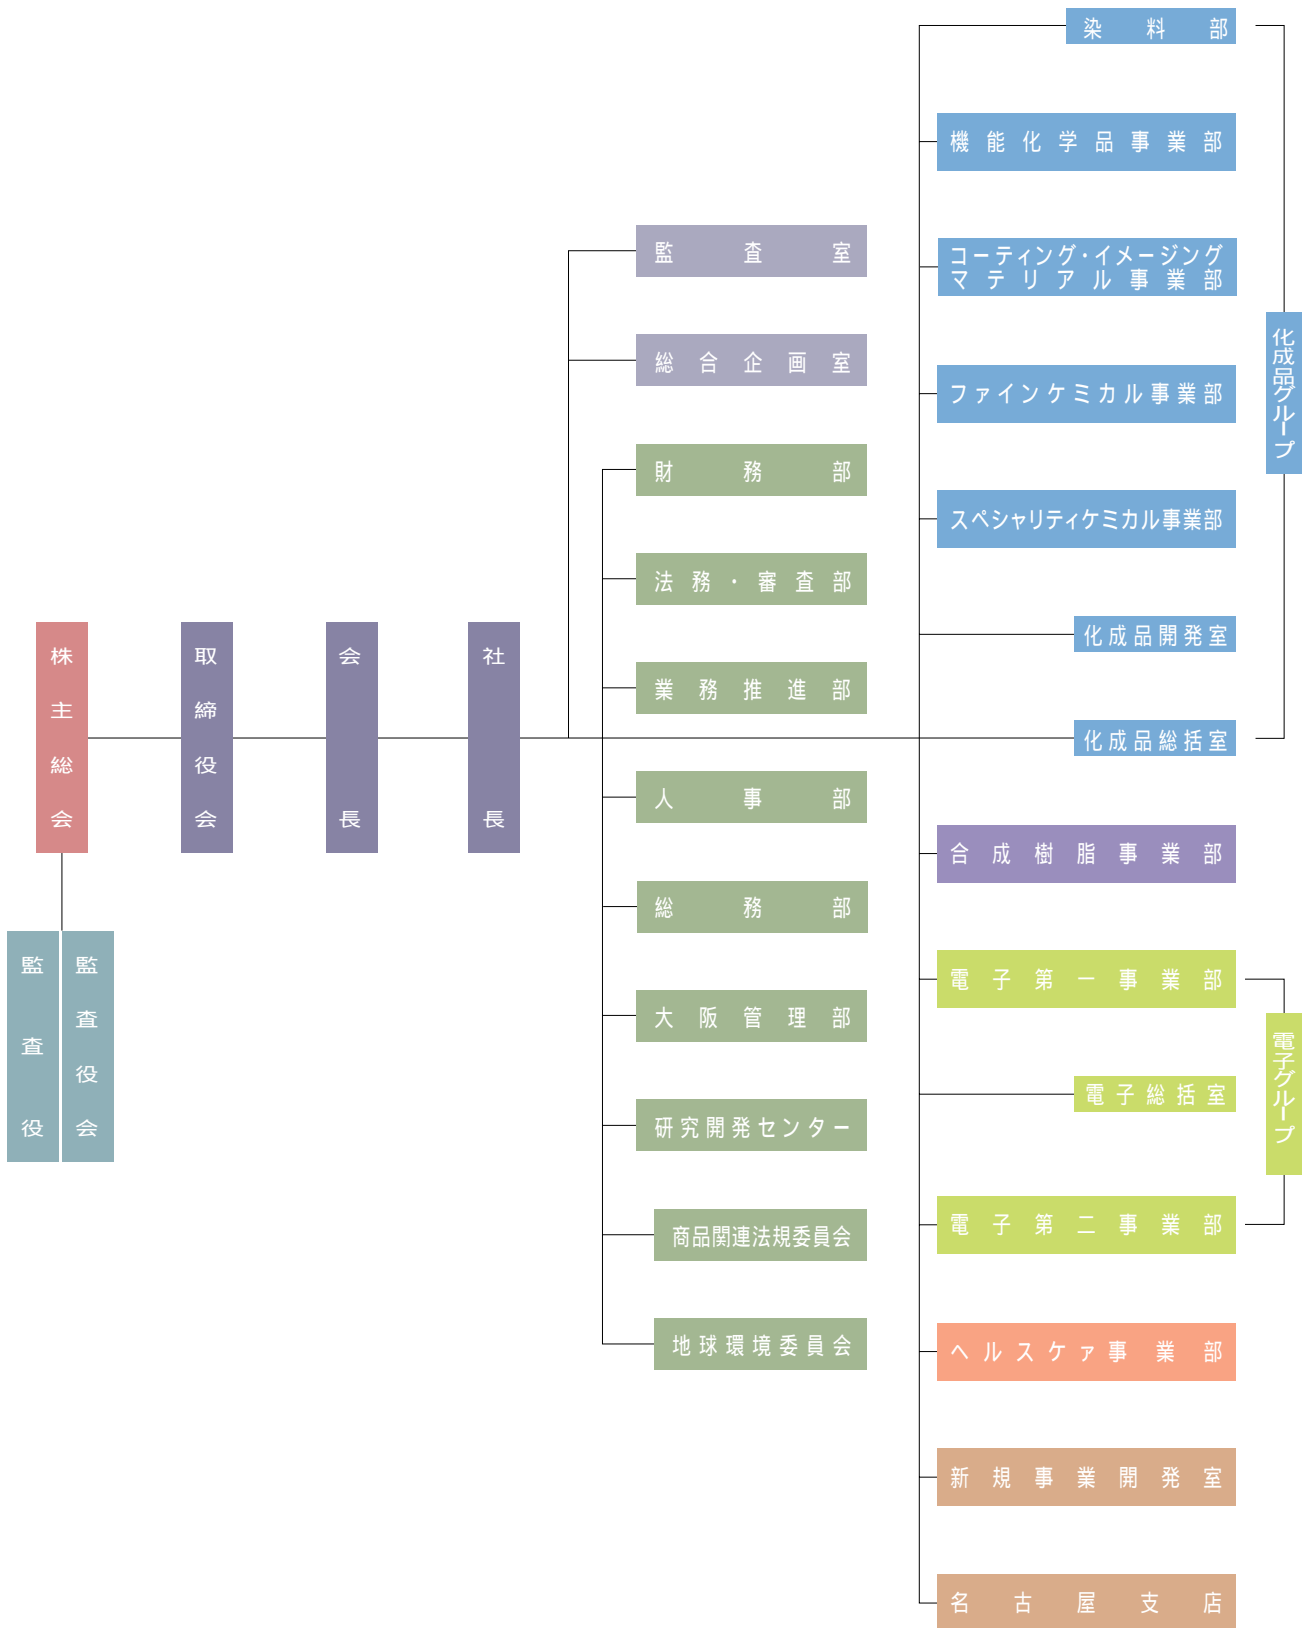 株主総会
監査役
監査役会
取締役会
会長
社長
監査室
総合企画室
財務部
法務・審査部
業務推進部
人事部
総務部
大阪管理部
研究開発センター
商品関連法規委員会
地球環境委員会
染料部
機能化学品事業部
コーティング・イメージング
マテリアル事業部
ファインケミカル事業部
スペシャリティケミカル事業部
化成品開発室
化成品総括室
化成品グループ
合成樹脂事業部
電子第一事業部
電子総括室
電子第二事業部
電子グループ
ヘルスケァ事業部
新規事業開発室
名古屋支店